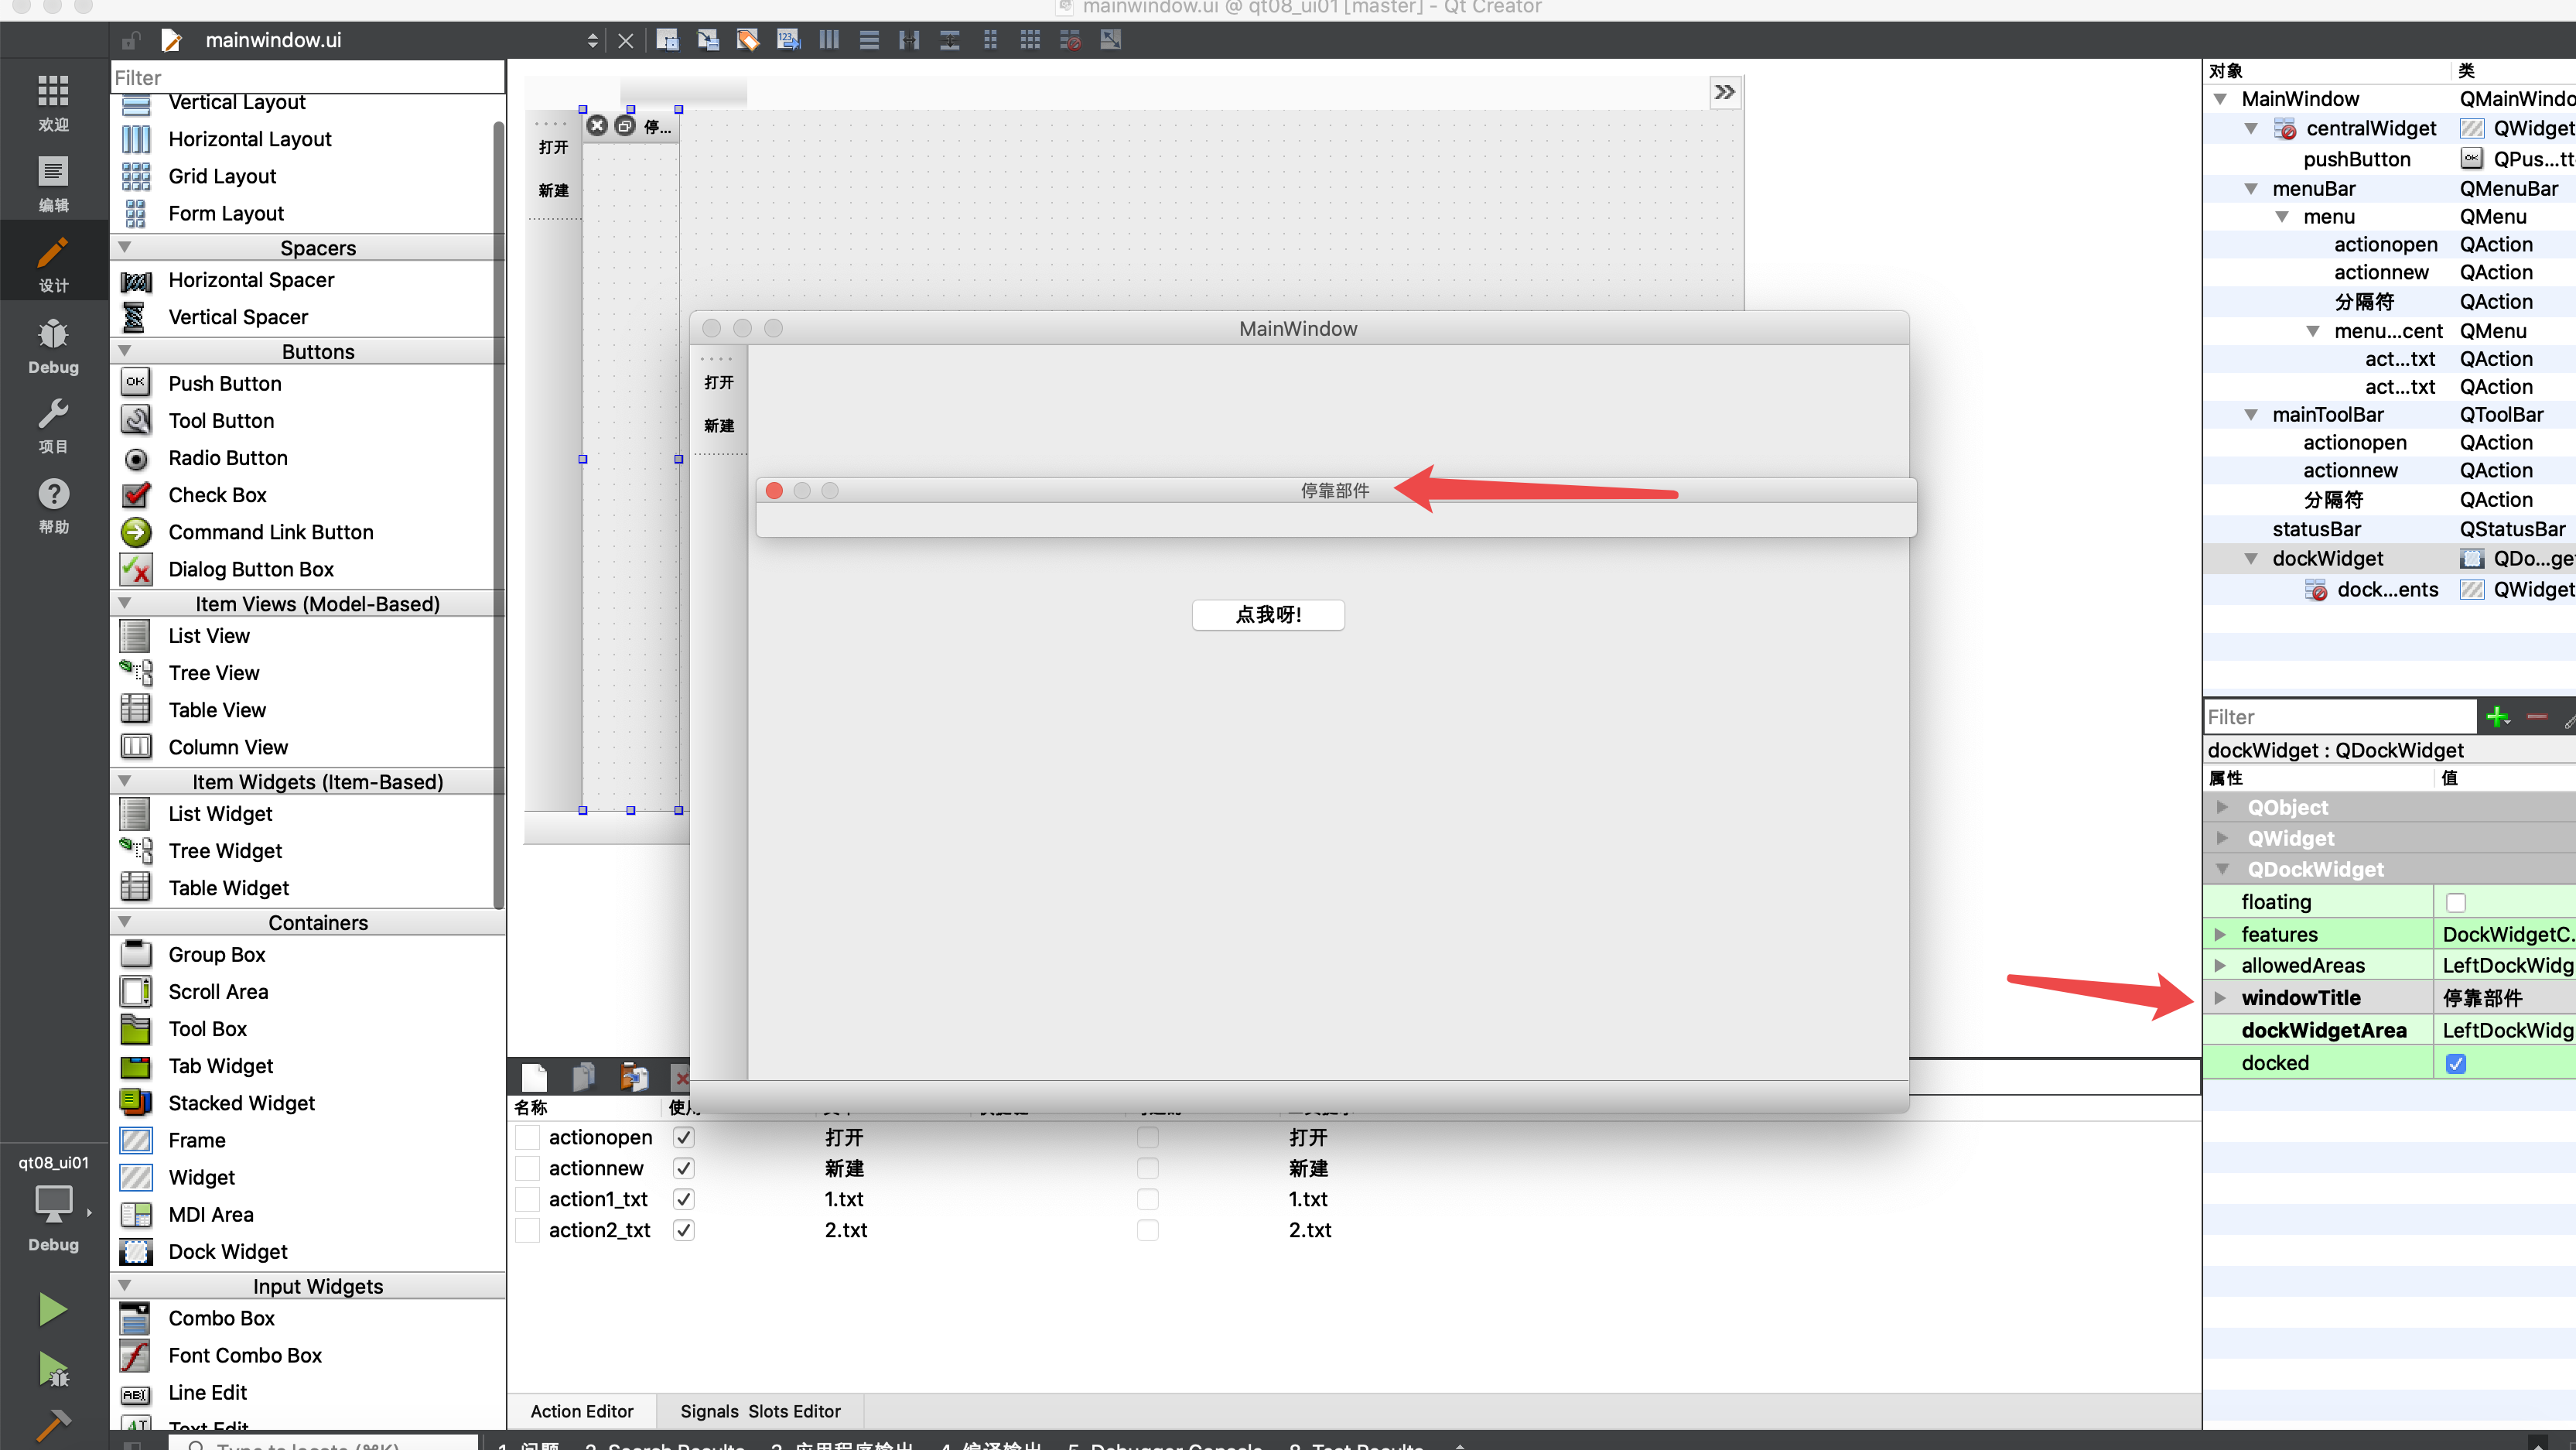 mainwindow.ui @ qt08_ui01 [master] - Qt Creator
mainwindow.ui
欢迎
编辑
设计
Debug
项目
帮助
qt08_ui01
Debug
Filter
Vertical Layout
Horizontal Layout
Grid Layout
Form Layout
Spacers
Horizontal Spacer
Vertical Spacer
Buttons
OK Push Button
Tool Button
Radio Button
Check Box
Command Link Button
Dialog Button Box
Item Views (Model-Based)
List View
Tree View
Table View
Column View
Item Widgets (Item-Based)
List Widget
Tree Widget
Table Widget
Containers
Group Box
Scroll Area
Tool Box
Tab Widget
Stacked Widget
Frame
Widget
MDI Area
Dock Widget
Input Widgets
Combo Box
Font Combo Box
Line Edit
Text Edit
打开
新建
停...
MainWindow
打开
新建
停靠部件
点我呀!
名称 使用
actionopen 打开 打开
actionnew 新建 新建
action1_txt 1.txt 1.txt
action2_txt 2.txt 2.txt
Action Editor Signals Slots Editor
对象 类
MainWindow QMainWindo
centralWidget QWidget
pushButton QPus...tt
menuBar QMenuBar
menu QMenu
actionopen QAction
actionnew QAction
分隔符 QAction
menu...cent QMenu
act...txt QAction
act...txt QAction
mainToolBar QToolBar
actionopen QAction
actionnew QAction
分隔符 QAction
statusBar QStatusBar
dockWidget QDo...get
dock...ents QWidget
Filter
dockWidget : QDockWidget
属性 值
QObject
QWidget
QDockWidget
floating
features DockWidgetC.
allowedAreas LeftDockWidg
windowTitle 停靠部件
dockWidgetArea LeftDockWidg
docked
Type to locate (⌘K)
1 问题 2 Search Results 3 应用程序输出 4 编译输出 5 Debugger Console 8 Test Results